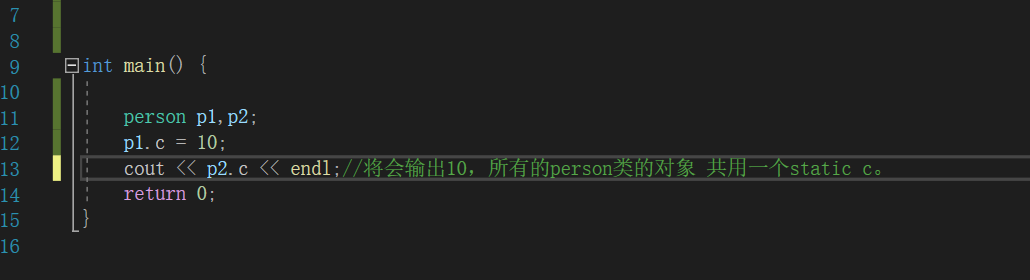 7
8
9 int main() {
10
11 person p1,p2;
12 p1.c = 10;
13 cout << p2.c << endl;//将会输出10，所有的person类的对象 共用一个static c。
14 return 0;
15 }
16